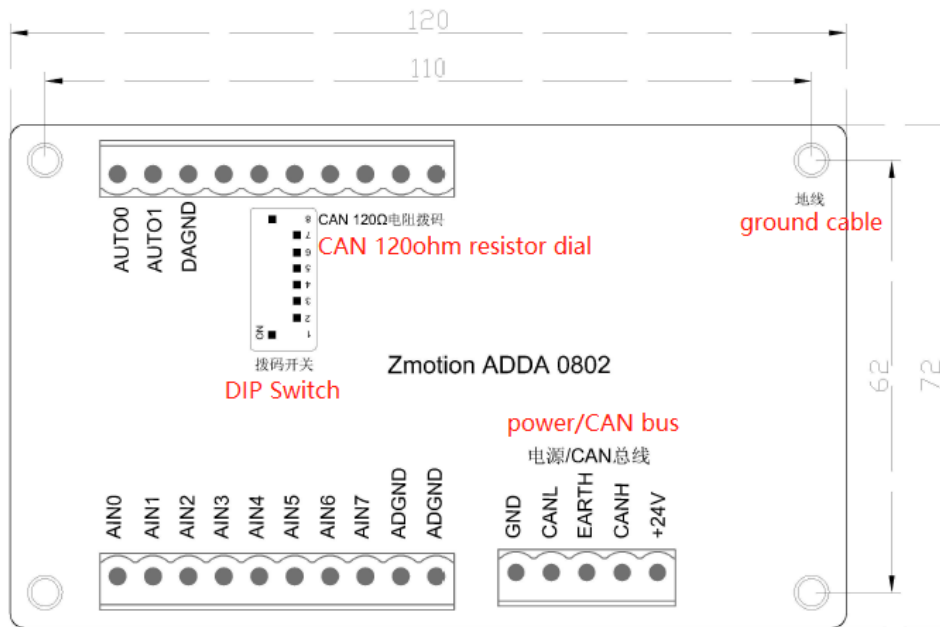 120
110
AUTO0
AUTO1
DAGND
8 CAN 120Ω电阻拨码
7 CAN 120ohm resistor dial
6
5
4
3
2
NO 1
地线
ground cable
拨码开关
DIP Switch
Zmotion ADDA 0802
62
72
power/CAN bus
电源/CAN总线
AIN0
AIN1
AIN2
AIN3
AIN4
AIN5
AIN6
AIN7
ADGND
ADGND
GND
CANL
EARTH
CANH
+24V